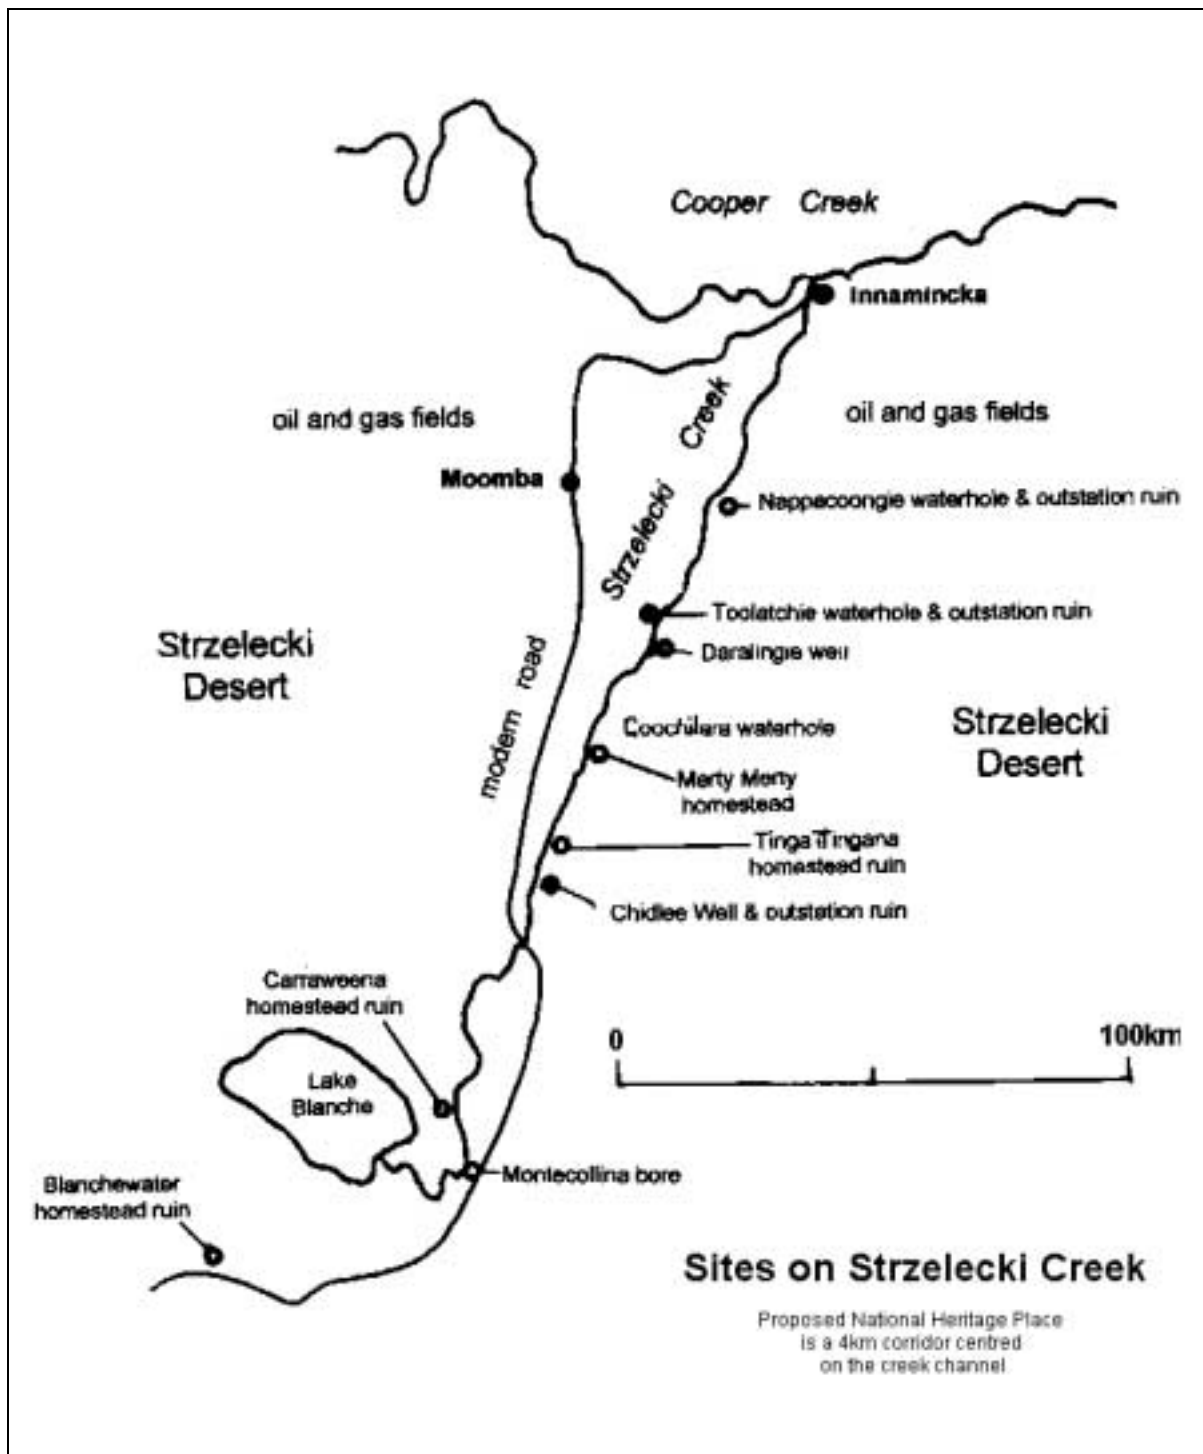 Cooper Creek
Innamincka
oil and gas fields
oil and gas fields
Strzelecki Creek
Moomba
Nappacoongie waterhole & outstation ruin
Toolatchie waterhole & outstation ruin
Strzelecki
Desert
Daralingie well
modern road
Strzelecki
Desert
waterhole
Merty Merty
homestead
Tinga Tingana
homestead ruin
Chidlee Well & outstation ruin
Carraweena
homestead ruin
0
100km
Lake
Blanche
Montecollina bore
Blanchewater
homestead ruin
Sites on Strzelecki Creek
Proposed National Heritage Place
is a 4km corridor centred
on the creek channel